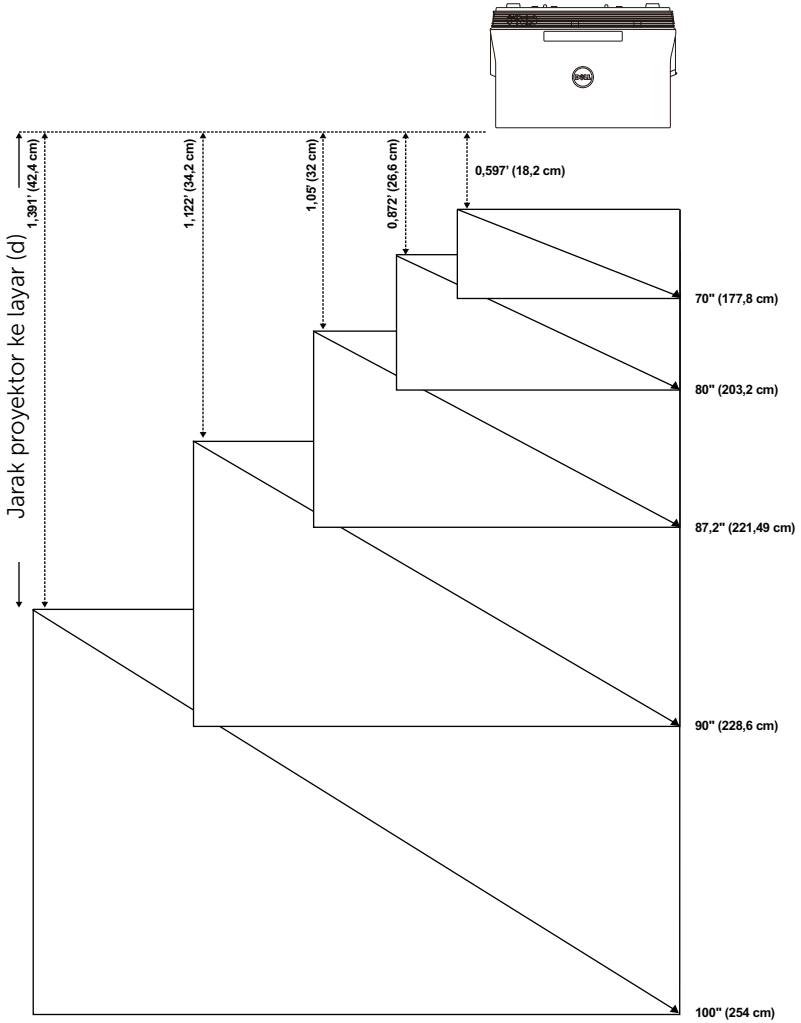 DELL
1,391' (42,4 cm)
1,122' (34,2 cm)
1,05' (32 cm)
0,872' (26,6 cm)
0,597' (18,2 cm)
Jarak proyektor ke layar (d)
70" (177,8 cm)
80" (203,2 cm)
87,2" (221,49 cm)
90" (228,6 cm)
100" (254 cm)